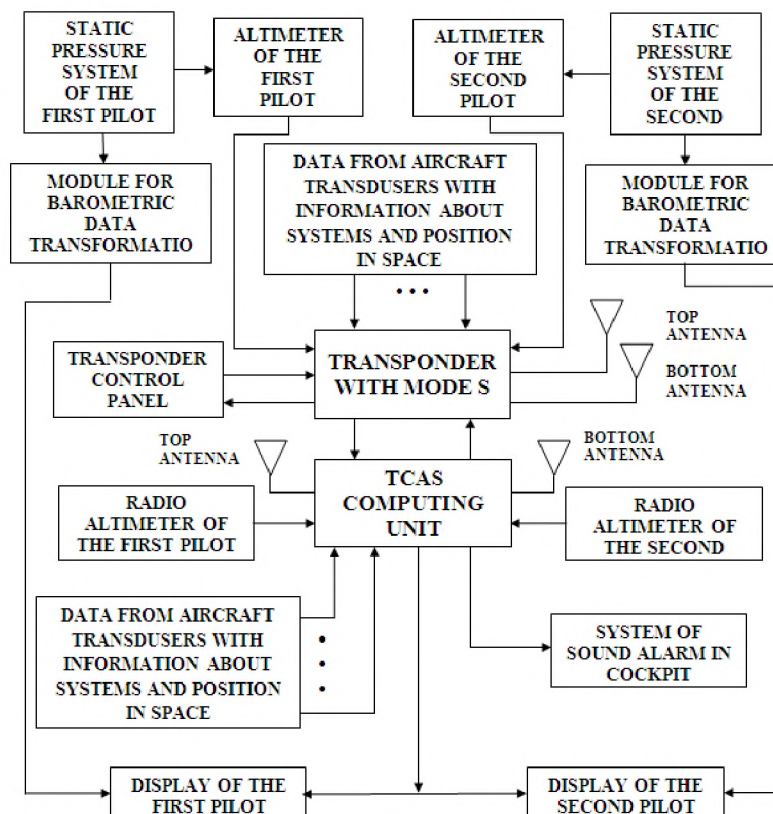 STATIC
PRESSURE
SYSTEM
OF THE
FIRST PILOT
ALTIMETER
OF THE
FIRST
PILOT
ALTIMETER
OF THE
SECOND
PILOT
STATIC
PRESSURE
SYSTEM
OF THE
SECOND
MODULE FOR
BAROMETRIC
DATA
TRANSFORMATIO
DATA FROM AIRCRAFT
TRANSDUSERS WITH
INFORMATION ABOUT
SYSTEMS AND POSITION
IN SPACE
MODULE FOR
BAROMETRIC
DATA
TRANSFORMATIO
TOP
ANTENNA
TRANSPONDER
CONTROL
PANEL
TRANSPONDER
WITH MODE S
BOTTOM
ANTENNA
TOP
ANTENNA
BOTTOM
ANTENNA
TCAS
COMPUTING
UNIT
RADIO
ALTIMETER OF
THE FIRST PILOT
RADIO
ALTIMETER OF
THE SECOND
DATA FROM AIRCRAFT
TRANSDUSERS WITH
INFORMATION ABOUT
SYSTEMS AND POSITION
IN SPACE
SYSTEM OF
SOUND ALARM IN
COCKPIT
DISPLAY OF THE
FIRST PILOT
DISPLAY OF THE
SECOND PILOT